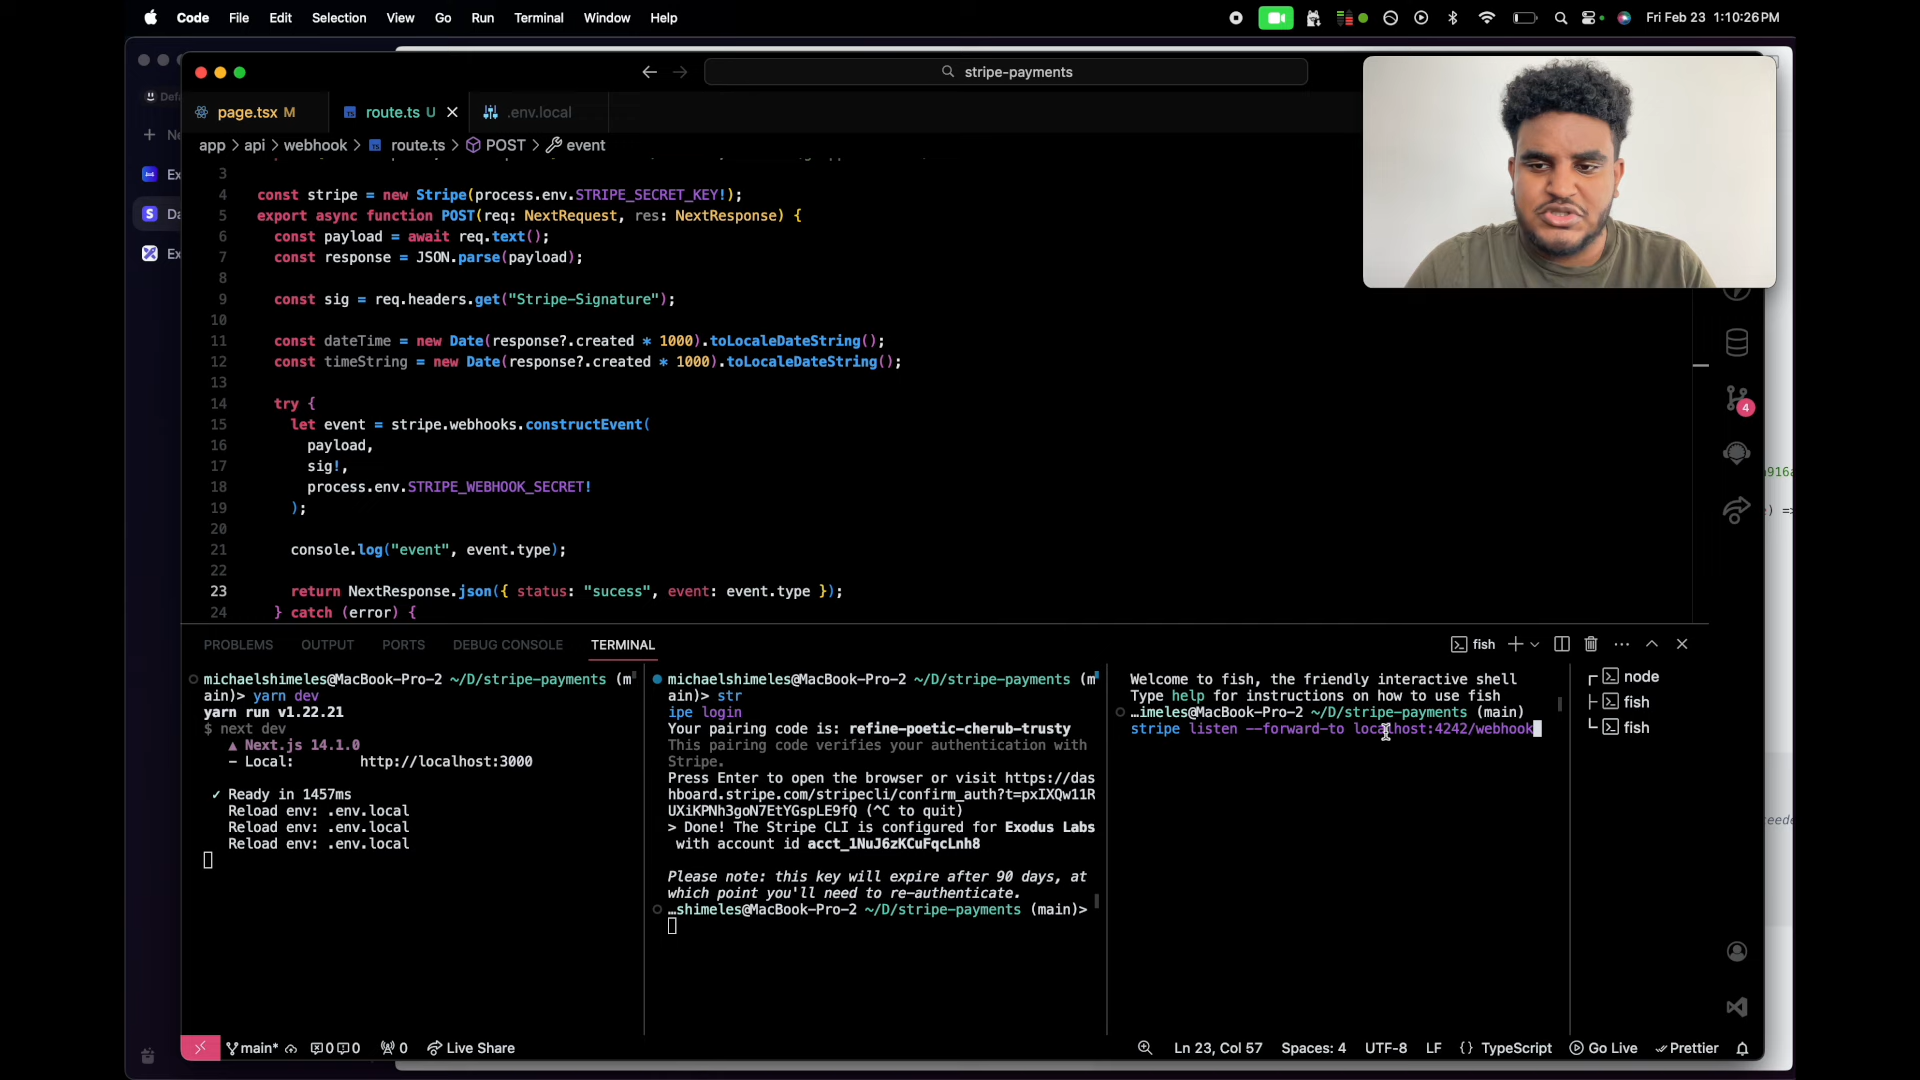 Code File Edit Selection View Go Run Terminal Window Help
Fri Feb 23 1:10:26 PM
stripe-payments
page.tsx M
route.ts U
.env.local
app > api > webhook > route.ts > POST > event
3
4 const stripe = new Stripe(process.env.STRIPE_SECRET_KEY!);
5 export async function POST(req: NextRequest, res: NextResponse) {
6 const payload = await req.text();
7 const response = JSON.parse(payload);
8
9 const sig = req.headers.get("Stripe-Signature");
10
11 const dateTime = new Date(response?.created * 1000).toLocaleDateString();
12 const timeString = new Date(response?.created * 1000).toLocaleDateString();
13
14 try {
15 let event = stripe.webhooks.constructEvent(
16 payload,
17 sig!,
18 process.env.STRIPE_WEBHOOK_SECRET!
19 );
20
21 console.log("event", event.type);
22
23 return NextResponse.json({ status: "sucess", event: event.type });
24 } catch (error) {
4
PROBLEMS OUTPUT PORTS DEBUG CONSOLE TERMINAL
fish
michaelshimeles@MacBook-Pro-2 ~/D/stripe-payments (m
ain)> yarn dev
yarn run v1.22.21
$ next dev
▲ Next.js 14.1.0
- Local: http://localhost:3000
✓ Ready in 1457ms
Reload env: .env.local
Reload env: .env.local
Reload env: .env.local
michaelshimeles@MacBook-Pro-2 ~/D/stripe-payments (m
ain)> str
ipe login
Your pairing code is: refine-poetic-cherub-trusty
This pairing code verifies your authentication with
Stripe.
Press Enter to open the browser or visit https://das
hboard.stripe.com/stripecli/confirm_auth?t=pxIXQw11R
UXiKPNh3goN7EtYGspLE9fQ (^C to quit)
> Done! The Stripe CLI is configured for Exodus Labs
with account id acct_1NuJ6zKCuFqcLnh8
Please note: this key will expire after 90 days, at
which point you'll need to re-authenticate.
…shimeles@MacBook-Pro-2 ~/D/stripe-payments (main)>
Welcome to fish, the friendly interactive shell
Type help for instructions on how to use fish
…imeles@MacBook-Pro-2 ~/D/stripe-payments (main)
stripe listen --forward-to localhost:4242/webhook
node
fish
fish
main* 0 0 0 Live Share
Ln 23, Col 57 Spaces: 4 UTF-8 LF {} TypeScript Go Live Prettier